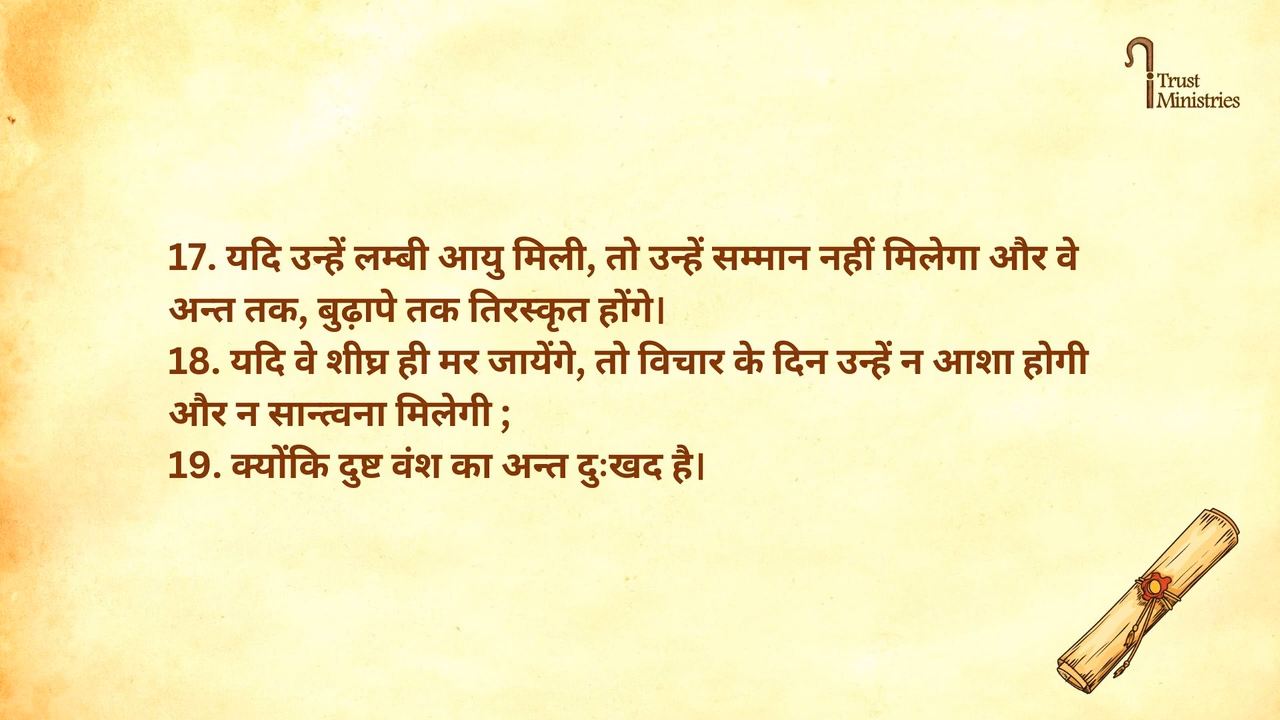 Trust
Ministries
17. यदि उन्हें लम्बी आयु मिली, तो उन्हें सम्मान नहीं मिलेगा और वे
अन्त तक, बुढ़ापे तक तिरस्कृत होंगे।
18. यदि वे शीघ्र ही मर जायेंगे, तो विचार के दिन उन्हें न आशा होगी
और न सान्त्वना मिलेगी ;
19. क्योंकि दुष्ट वंश का अन्त दुःखद है।